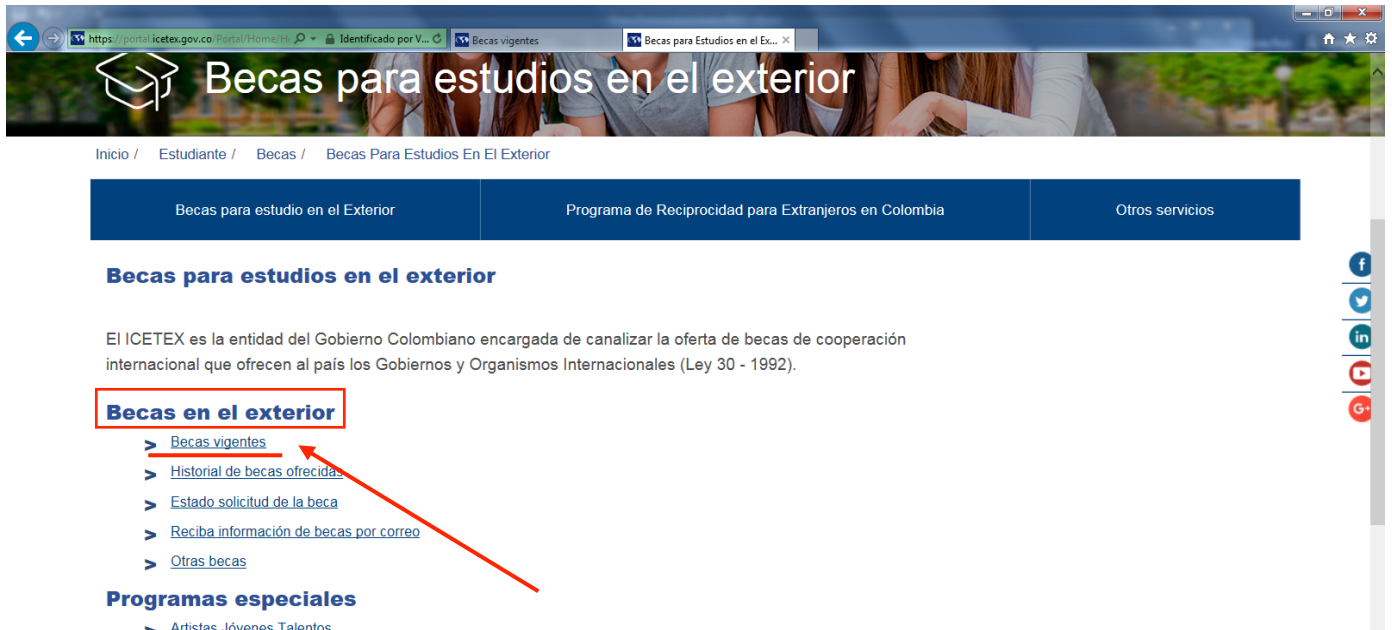 https://portal.icetex.gov.co/Portal/Home/H
Identificado por V...
Becas vigentes
Becas para Estudios en el Ex...
Becas para estudios en el exterior
Inicio / Estudiante / Becas / Becas Para Estudios En El Exterior
Becas para estudio en el Exterior
Programa de Reciprocidad para Extranjeros en Colombia
Otros servicios
Becas para estudios en el exterior
El ICETEX es la entidad del Gobierno Colombiano encargada de canalizar la oferta de becas de cooperación
internacional que ofrecen al país los Gobiernos y Organismos Internacionales (Ley 30 - 1992).
Becas en el exterior
> Becas vigentes
> Historial de becas ofrecidas
> Estado solicitud de la beca
> Reciba información de becas por correo
> Otras becas
Programas especiales
> Artistas Jóvenes Talentos